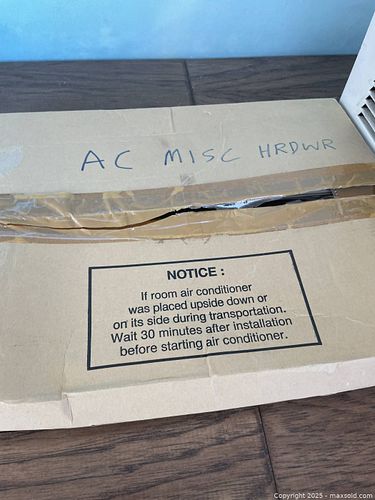 AC MISC HRDWR
NOTICE :
If room air conditioner
was placed upside down or
on its side during transportation.
Wait 30 minutes after installation
before starting air conditioner.
Copyright © 2025 - maxsold.com